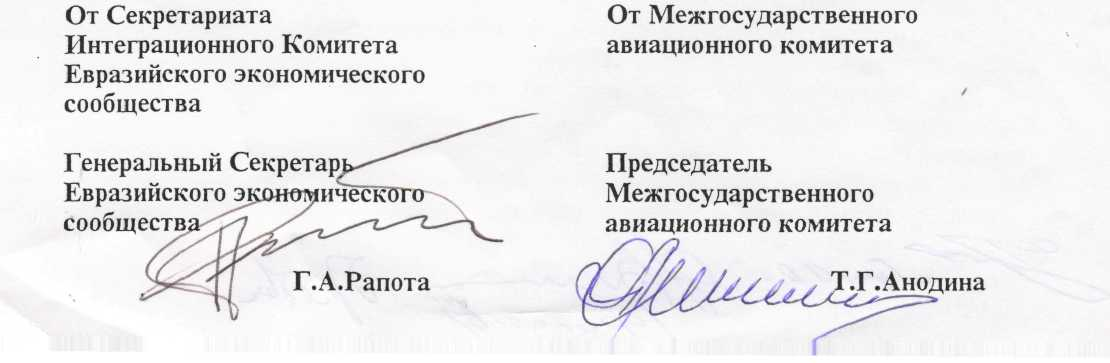 От Секретариата
Интеграционного Комитета
Евразийского экономического
сообщества
Генеральный Секретарь
Евразийского экономического
сообщества
Г.А.Рапота
От Межгосударственного
авиационного комитета
Председатель
Межгосударственного
авиационного комитета
Т.Г.Анодина